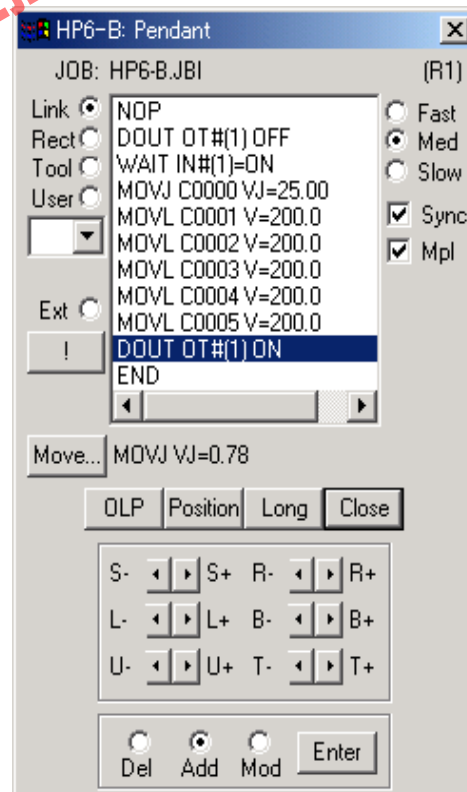 HP6-B: Pendant
JOB: HP6-B.JBI (R1)
Link
Rect
Tool
User
Ext
!
NOP
DOUT OT#(1) OFF
WAIT IN#(1)=ON
MOVJ C0000 VJ=25.00
MOVL C0001 V=200.0
MOVL C0002 V=200.0
MOVL C0003 V=200.0
MOVL C0004 V=200.0
MOVL C0005 V=200.0
DOUT OT#(1) ON
END
Fast
Med
Slow
Sync
Mpl
Move... MOVJ VJ=0.78
OLP Position Long Close
S- S+ R- R+
L- L+ B- B+
U- U+ T- T+
Del Add Mod Enter